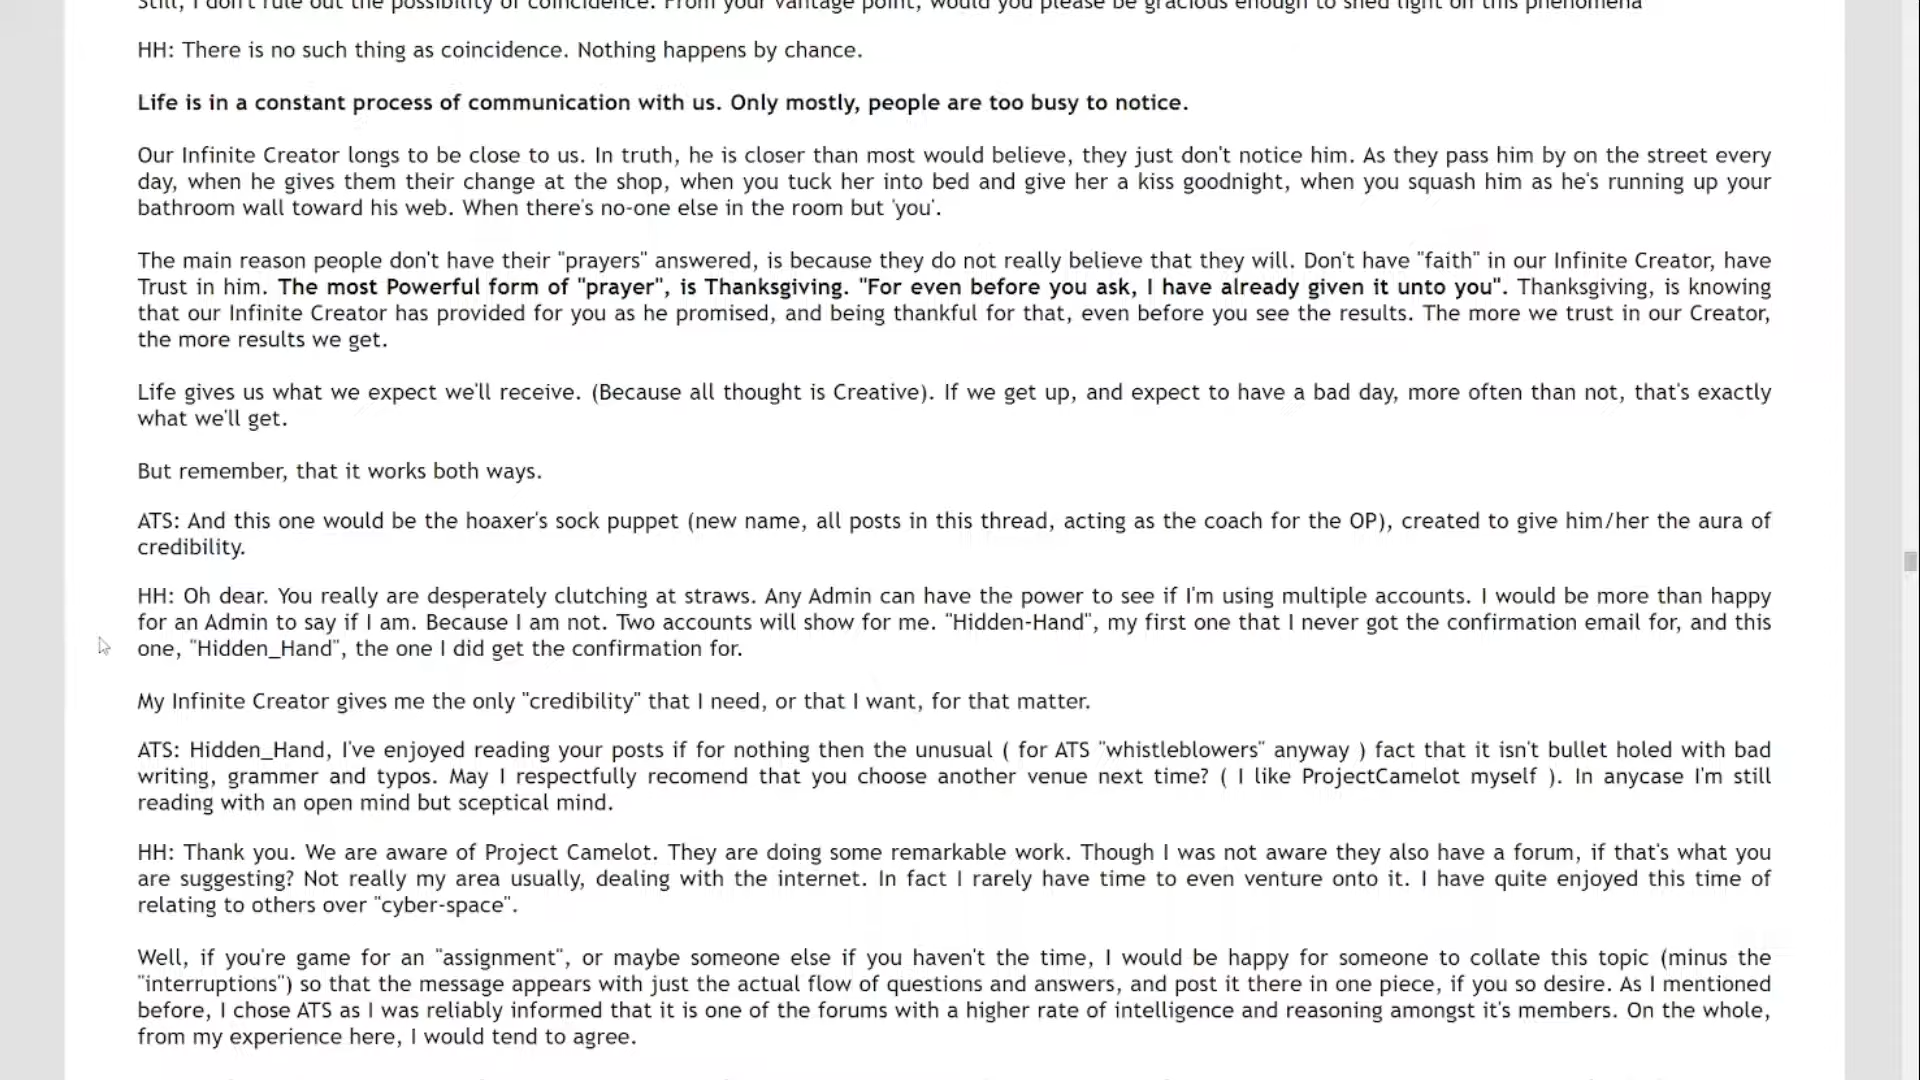 Still, I don't rule out the possibility of coincidence. From your vantage point, would you please be gracious enough to shed light on this phenomena
HH: There is no such thing as coincidence. Nothing happens by chance.
Life is in a constant process of communication with us. Only mostly, people are too busy to notice.
Our Infinite Creator longs to be close to us. In truth, he is closer than most would believe, they just don't notice him. As they pass him by on the street every
day, when he gives them their change at the shop, when you tuck her into bed and give her a kiss goodnight, when you squash him as he's running up your
bathroom wall toward his web. When there's no-one else in the room but 'you'.
The main reason people don't have their "prayers" answered, is because they do not really believe that they will. Don't have "faith" in our Infinite Creator, have
Trust in him. The most Powerful form of "prayer", is Thanksgiving. "For even before you ask, I have already given it unto you". Thanksgiving, is knowing
that our Infinite Creator has provided for you as he promised, and being thankful for that, even before you see the results. The more we trust in our Creator,
the more results we get.
Life gives us what we expect we'll receive. (Because all thought is Creative). If we get up, and expect to have a bad day, more often than not, that's exactly
what we'll get.
But remember, that it works both ways.
ATS: And this one would be the hoaxer's sock puppet (new name, all posts in this thread, acting as the coach for the OP), created to give him/her the aura of
credibility.
HH: Oh dear. You really are desperately clutching at straws. Any Admin can have the power to see if I'm using multiple accounts. I would be more than happy
for an Admin to say if I am. Because I am not. Two accounts will show for me. "Hidden-Hand", my first one that I never got the confirmation email for, and this
one, "Hidden_Hand", the one I did get the confirmation for.
My Infinite Creator gives me the only "credibility" that I need, or that I want, for that matter.
ATS: Hidden_Hand, I've enjoyed reading your posts if for nothing then the unusual ( for ATS "whistleblowers" anyway ) fact that it isn't bullet holed with bad
writing, grammer and typos. May I respectfully recomend that you choose another venue next time? ( I like ProjectCamelot myself ). In anycase I'm still
reading with an open mind but sceptical mind.
HH: Thank you. We are aware of Project Camelot. They are doing some remarkable work. Though I was not aware they also have a forum, if that's what you
are suggesting? Not really my area usually, dealing with the internet. In fact I rarely have time to even venture onto it. I have quite enjoyed this time of
relating to others over "cyber-space".
Well, if you're game for an "assignment", or maybe someone else if you haven't the time, I would be happy for someone to collate this topic (minus the
"interruptions") so that the message appears with just the actual flow of questions and answers, and post it there in one piece, if you so desire. As I mentioned
before, I chose ATS as I was reliably informed that it is one of the forums with a higher rate of intelligence and reasoning amongst it's members. On the whole,
from my experience here, I would tend to agree.